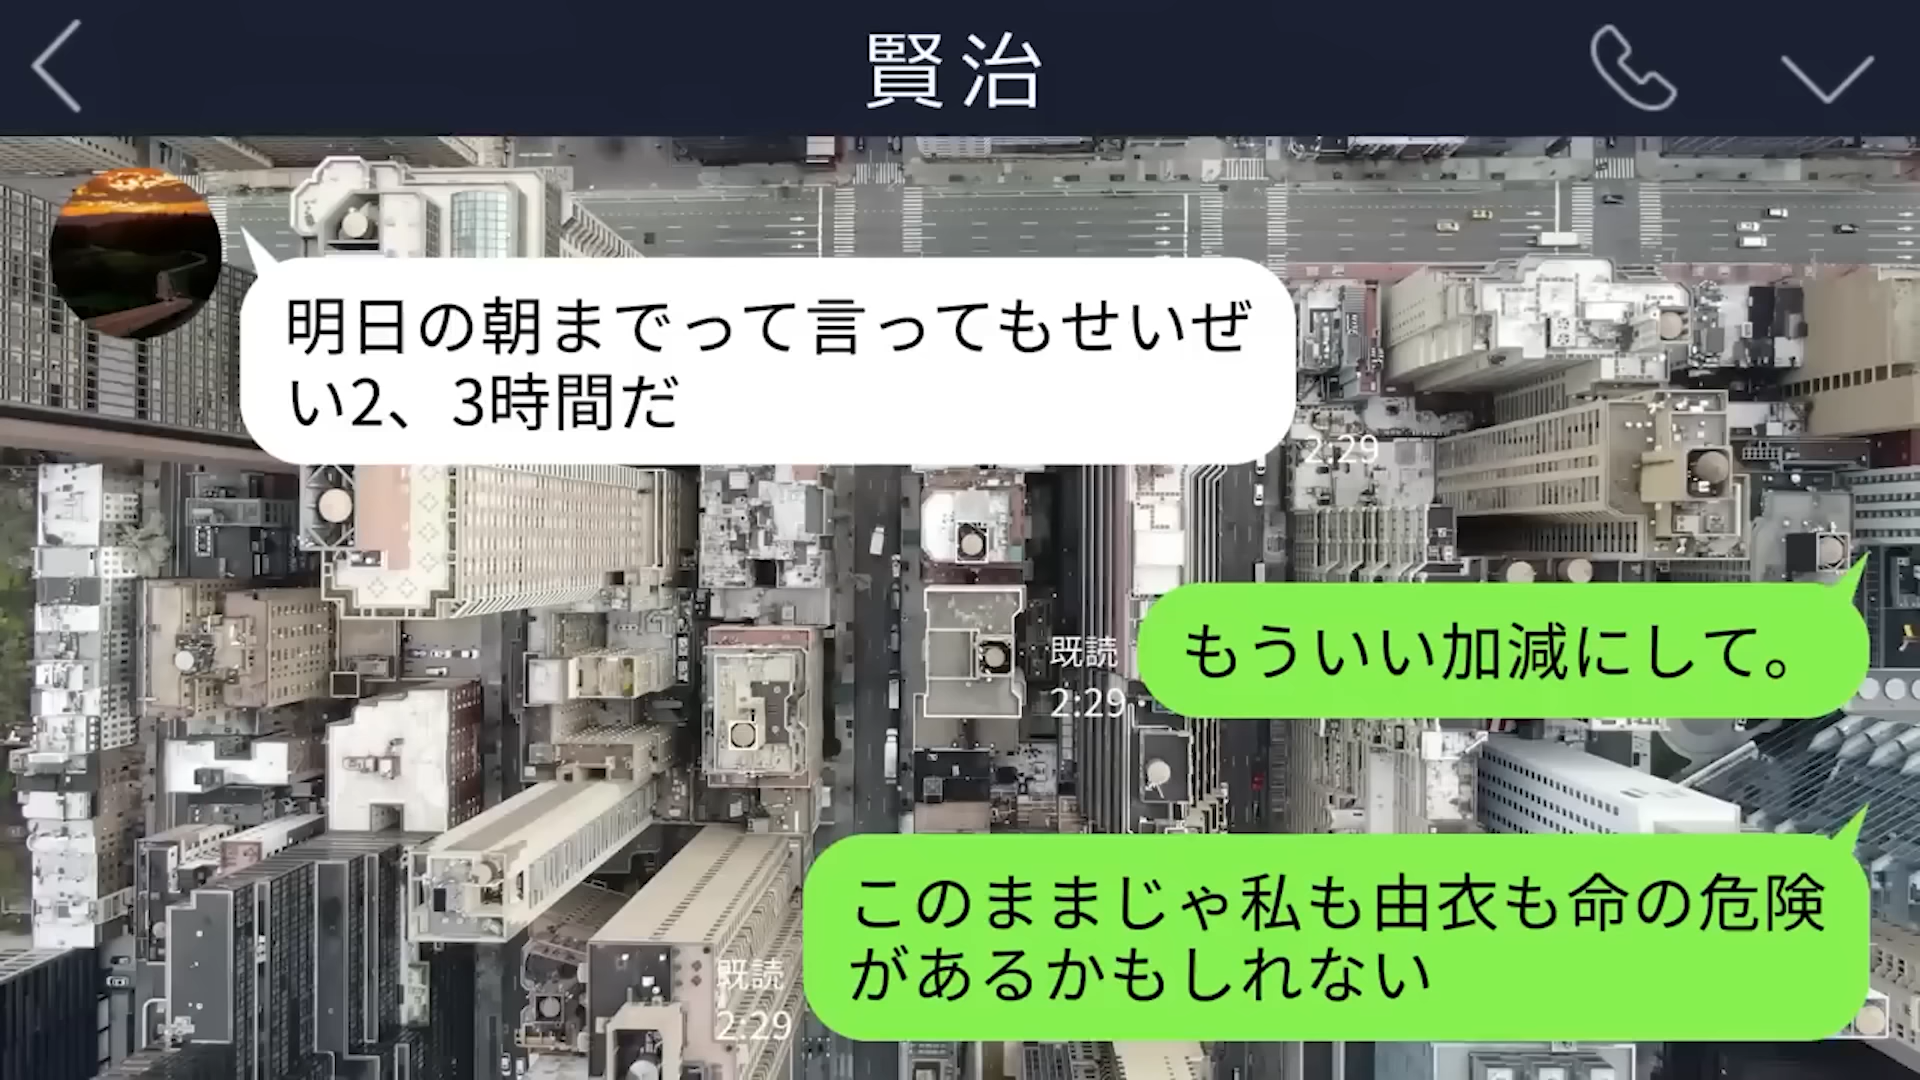 賢治
明日の朝までって言ってもせいぜ
い2、3時間だ
2:29
もういい加減にして。
既読
2:29
このままじゃ私も由衣も命の危険
があるかもしれない
既読
2:29